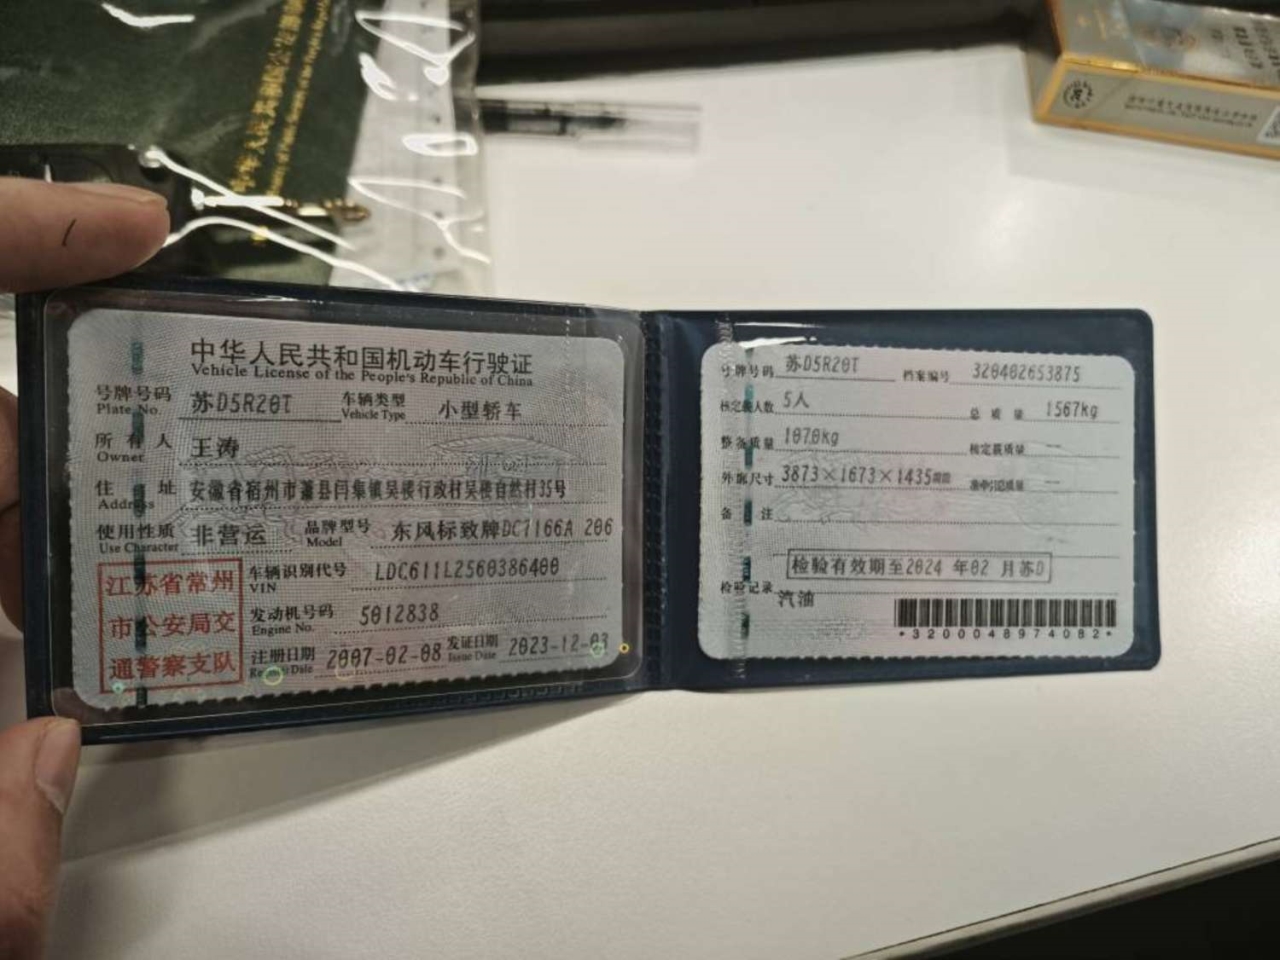 中华人民共和国机动车行驶证
Vehicle License of the People's Republic of China
号牌号码 苏D5R20T 车辆类型 小型轿车
Plate No. Vehicle Type
所有人 王涛
Owner
住址 安徽省宿州市萧县闫集镇吴楼行政村吴楼自然村35号
Address
使用性质 非营运 品牌型号 东风标致牌DC7166A 206
Use Character Model
江苏省常州
市公安局交
通警察支队
车辆识别代号 LDC611L2560386400
VIN
发动机号码 5012838
Engine No.
注册日期 2007-02-08 发证日期 2023-12-03
Register Date Issue Date
号牌号码 苏D5R20T 档案编号 320402653875
核定载人数 5人 总质量 1567kg
整备质量 1070kg 核定载质量 --
外廓尺寸 3873×1673×1435mm 准牵引总质量 --
备注
检验有效期至2024 年02 月苏D
检验记录
汽油
*3200048974082*